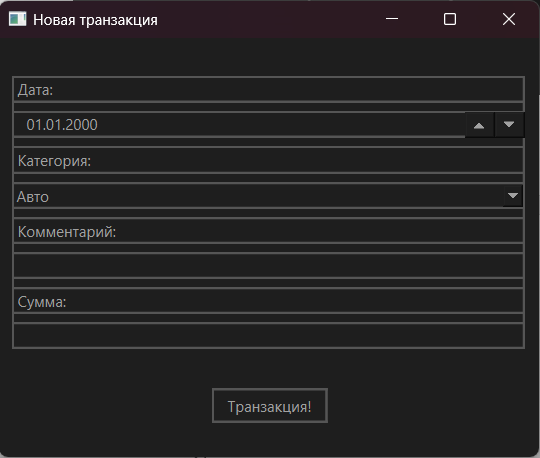 Новая транзакция
Дата:
01.01.2000
Категория:
Авто
Комментарий:
Сумма:
Транзакция!